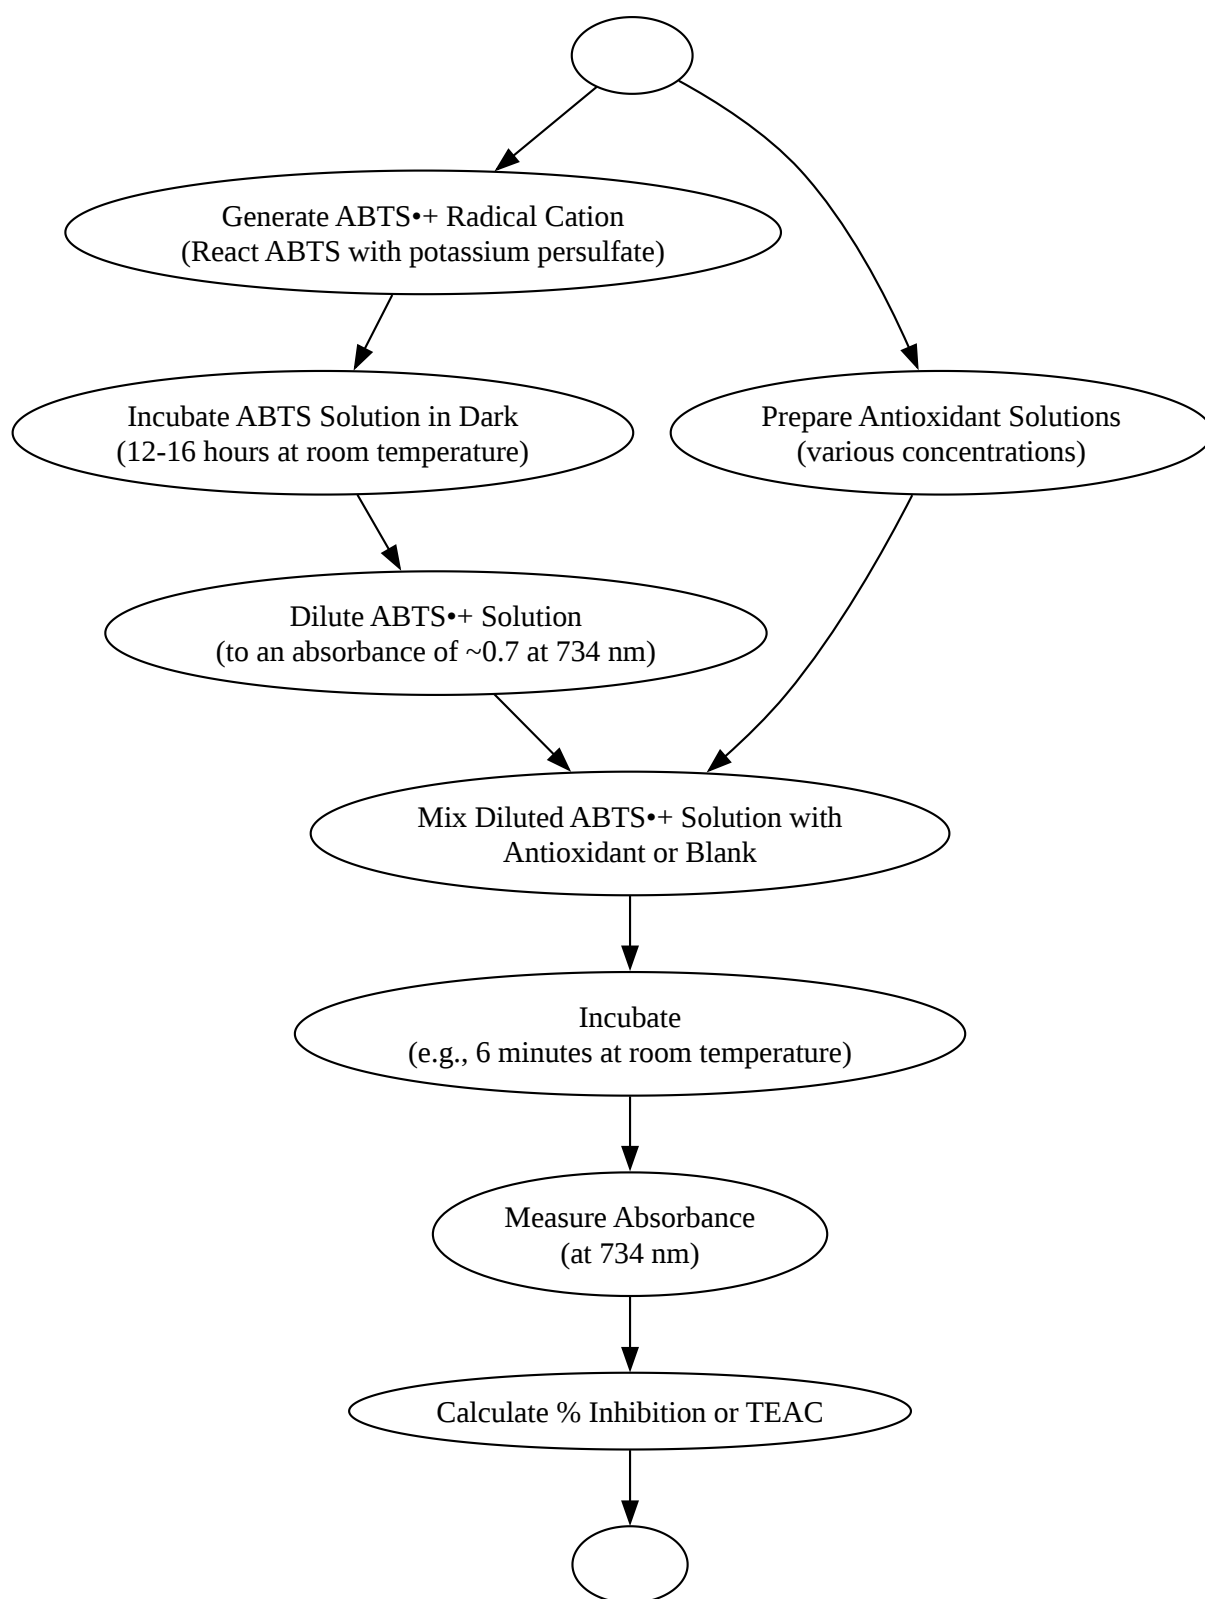 Generate ABTS•+ Radical Cation
(React ABTS with potassium persulfate)
Incubate ABTS Solution in Dark
(12-16 hours at room temperature)
Prepare Antioxidant Solutions
(various concentrations)
Dilute ABTS•+ Solution
(to an absorbance of ~0.7 at 734 nm)
Mix Diluted ABTS•+ Solution with
Antioxidant or Blank
Incubate
(e.g., 6 minutes at room temperature)
Measure Absorbance
(at 734 nm)
Calculate % Inhibition or TEAC